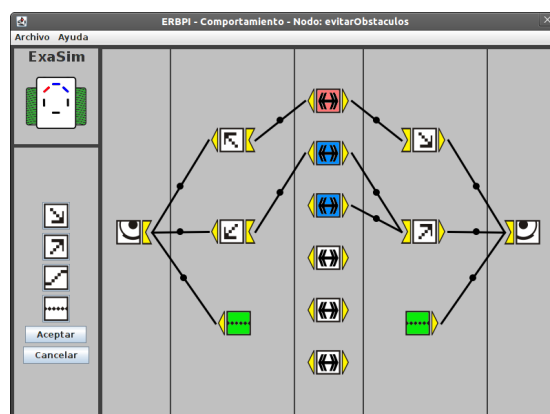 ERBPI - Comportamiento - Nodo: evitarObstaculos
Archivo Ayuda
ExaSim
Aceptar
Cancelar